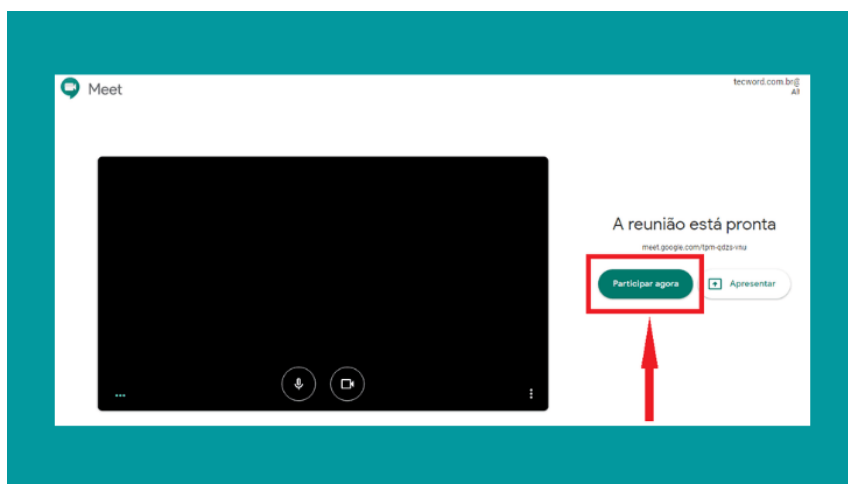 Meet
tecword.com.br@
A reunião está pronta
meet.google.com/tpm-qdzs-vnu
Participar agora
Apresentar